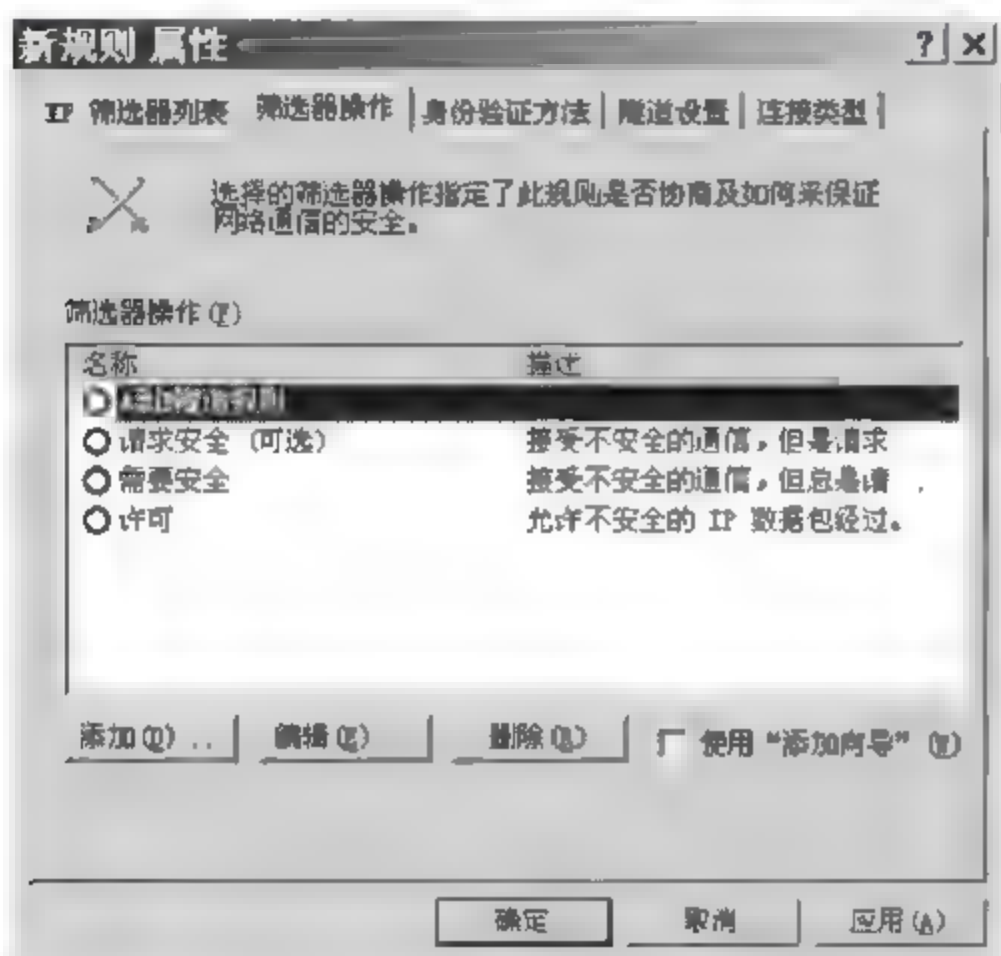 新规则 属性
? ×
IP 筛选器列表 筛选器操作 身份验证方法 隧道设置 连接类型
选择的筛选器操作指定了此规则是否协商及如何来保证
网络通信的安全。
筛选器操作(F)
名称 描述
请求安全 (可选) 接受不安全的通信,但是请求
需要安全 接受不安全的通信,但总是请
许可 允许不安全的 IP 数据包经过。
添加(D)... 编辑(E) 删除(R) 使用“添加向导”(W)
确定 取消 应用(A)